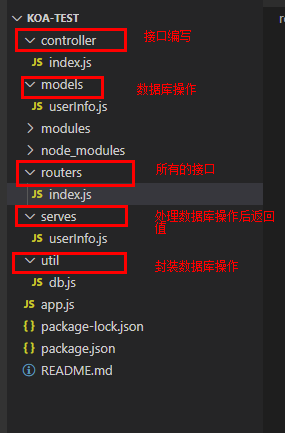 KOA-TEST
controller 接口编写
JS index.js
models 数据库操作
JS userInfo.js
modules
node_modules
routers 所有的接口
JS index.js
serves 处理数据库操作后返回值
JS userInfo.js
util 封装数据库操作
JS db.js
JS app.js
{ } package-lock.json
{ } package.json
README.md